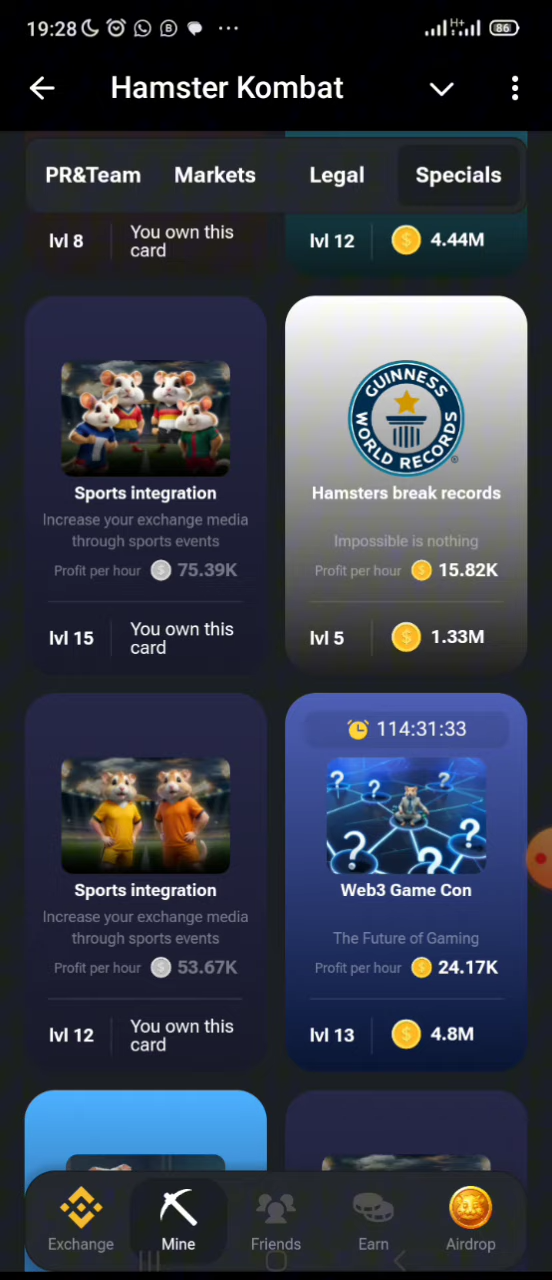 19:28
H+
86
Hamster Kombat
PR&Team Markets Legal Specials
lvl 8 You own this
card
lvl 12 4.44M
GUINNESS
WORLD RECORDS
Sports integration
Increase your exchange media
through sports events
Profit per hour 75.39K
lvl 15 You own this
card
Hamsters break records
Impossible is nothing
Profit per hour 15.82K
lvl 5 1.33M
Sports integration
Increase your exchange media
through sports events
Profit per hour 53.67K
lvl 12 You own this
card
114:31:33
? ? ? ? ? ?
Web3 Game Con
The Future of Gaming
Profit per hour 24.17K
lvl 13 4.8M
Exchange Mine Friends Earn Airdrop